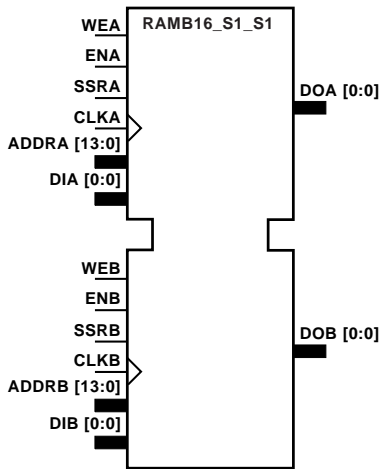 RAMB16_S1_S1
WEA
ENA
SSRA
CLKA
ADDRA [13:0]
DIA [0:0]
DOA [0:0]
WEB
ENB
SSRB
CLKB
ADDRB [13:0]
DIB [0:0]
DOB [0:0]